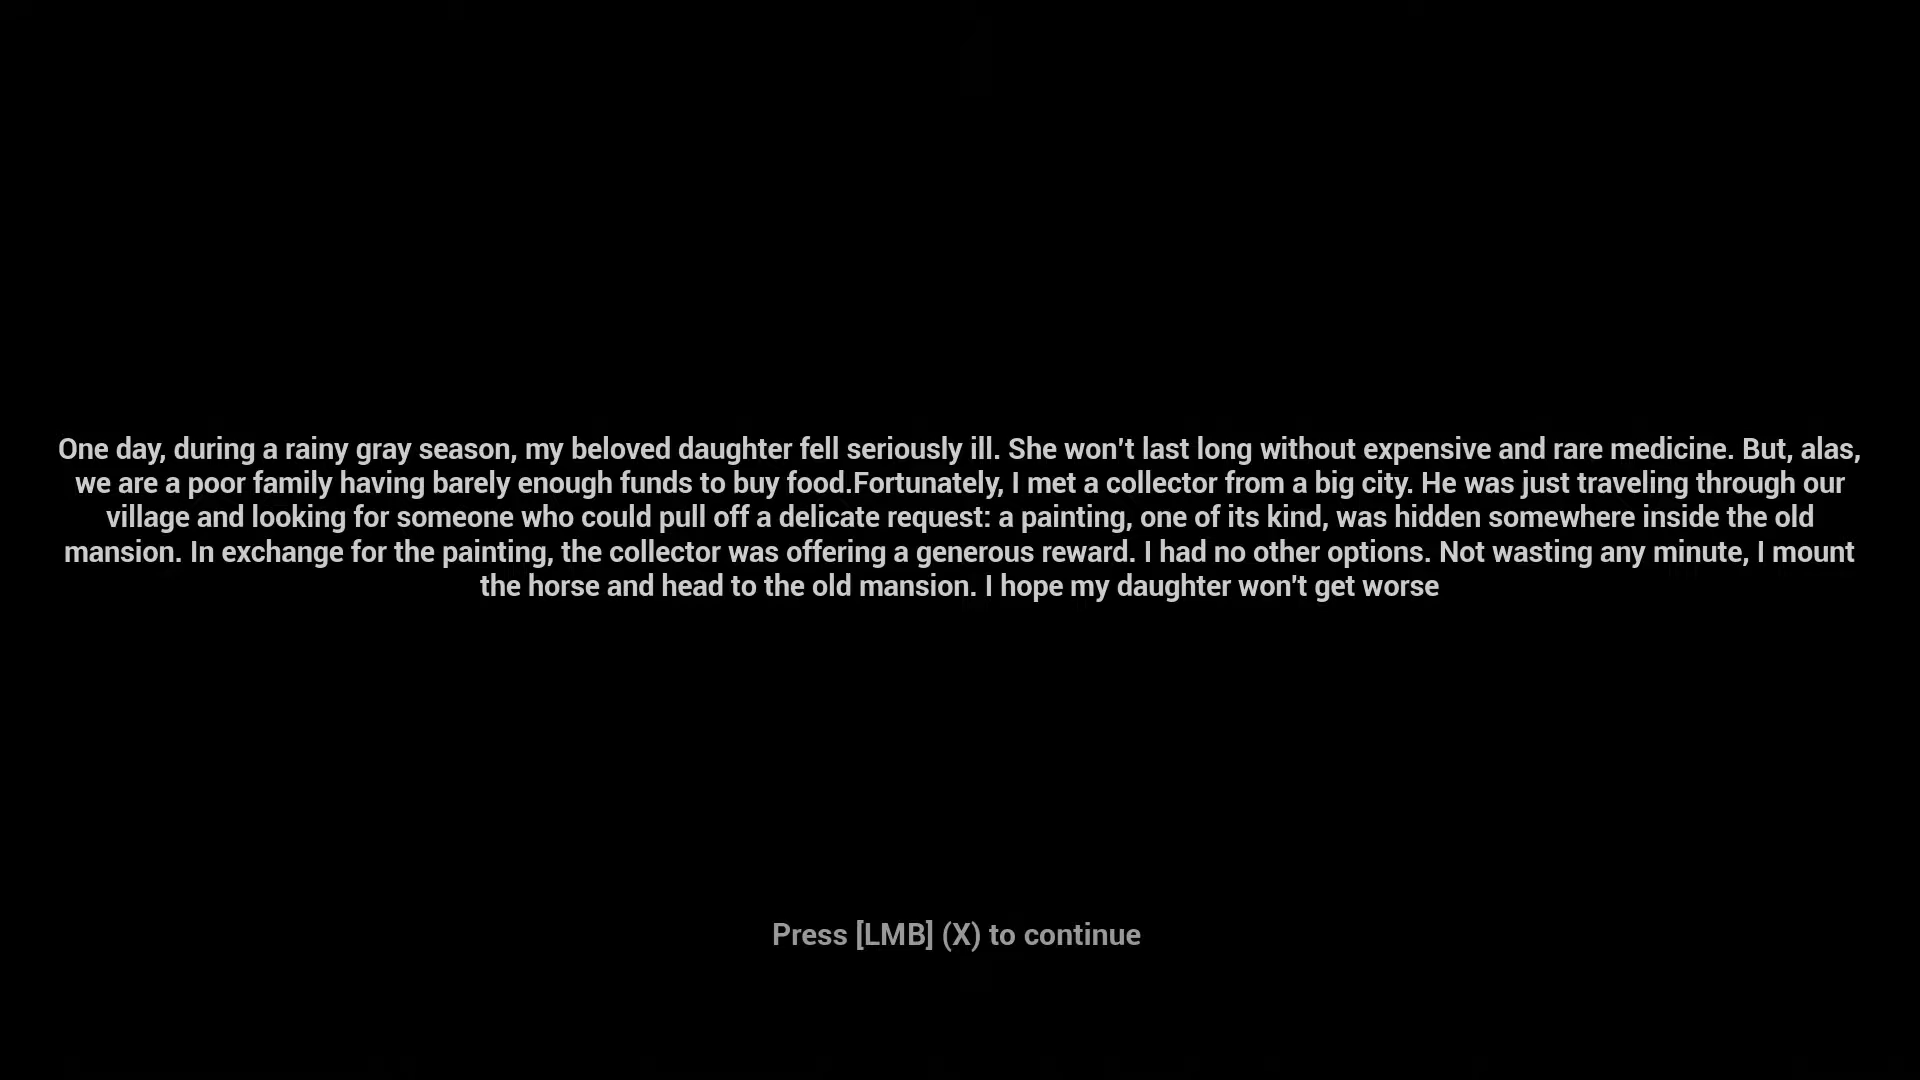 One day, during a rainy gray season, my beloved daughter fell seriously ill. She won't last long without expensive and rare medicine. But, alas,
we are a poor family having barely enough funds to buy food.Fortunately, I met a collector from a big city. He was just traveling through our
village and looking for someone who could pull off a delicate request: a painting, one of its kind, was hidden somewhere inside the old
mansion. In exchange for the painting, the collector was offering a generous reward. I had no other options. Not wasting any minute, I mount
the horse and head to the old mansion. I hope my daughter won't get worse
Press [LMB] (X) to continue